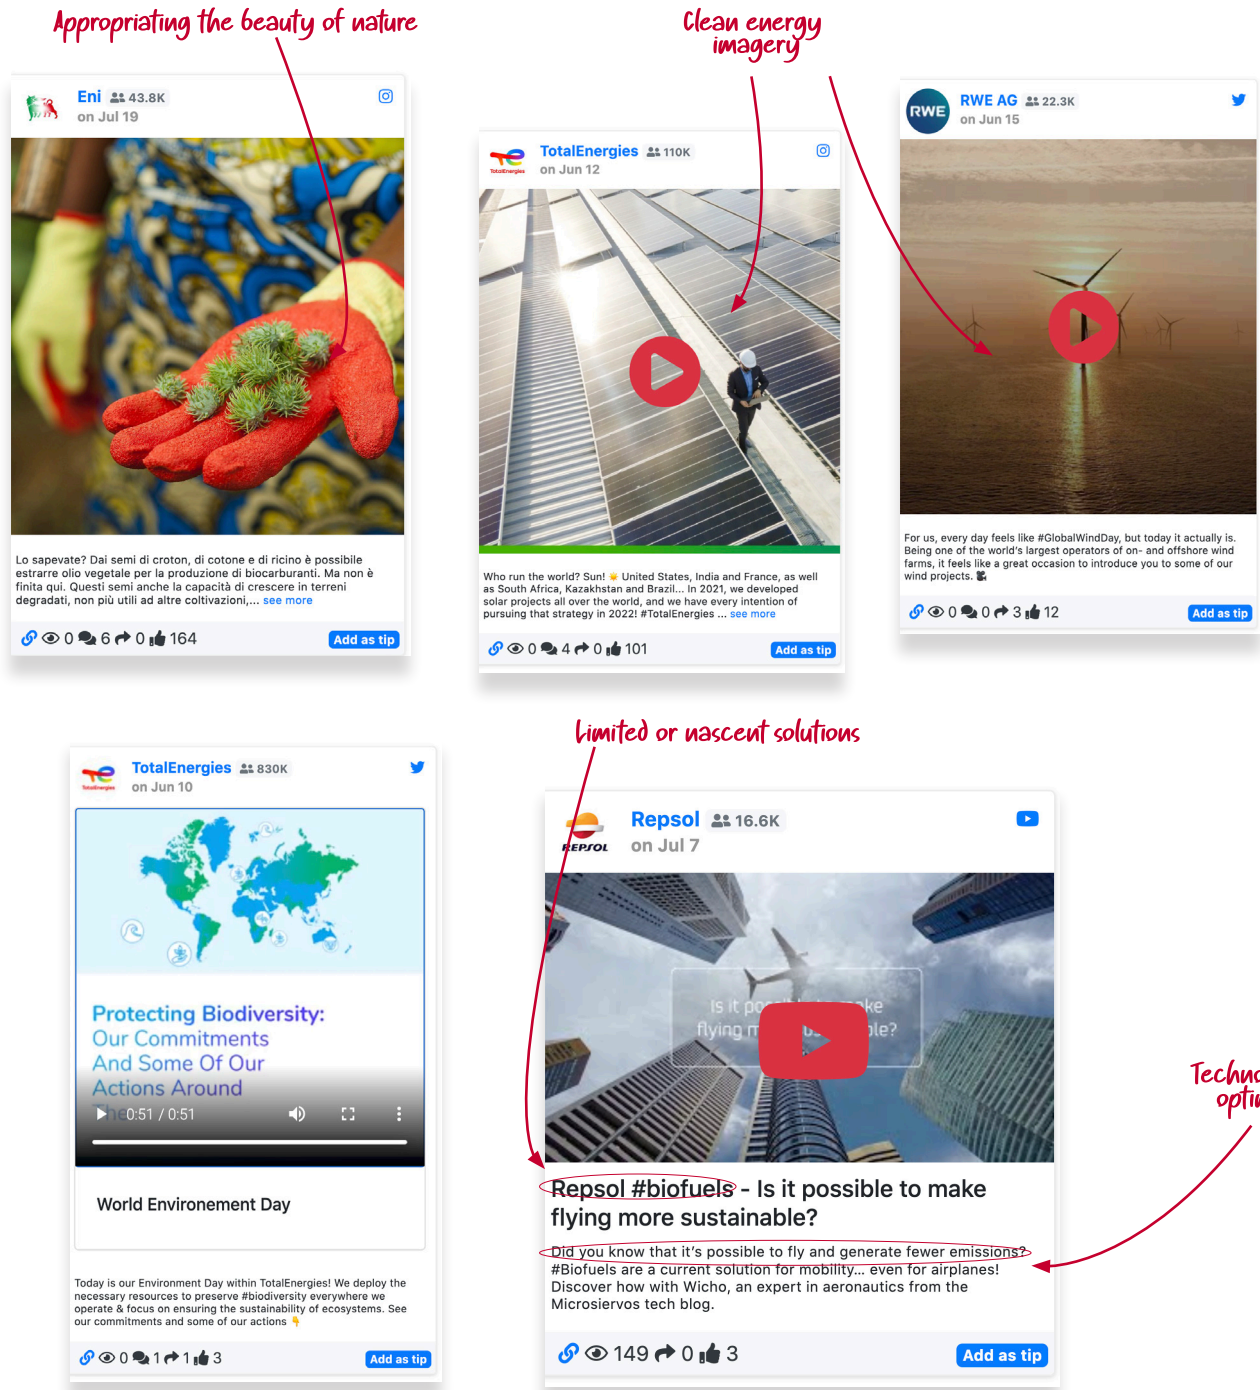 Appropriating the beauty of nature
Clean energy
imagery
Eni 43.8K
on Jul 19
Lo sapevate? Dai semi di croton, di cotone e di ricino è possibile
estrarre olio vegetale per la produzione di biocarburanti. Ma non è
finita qui. Questi semi anche la capacità di crescere in terreni
degradati, non più utili ad altre coltivazioni,... see more
0 6 0 164
Add as tip
TotalEnergies
TotalEnergies 110K
on Jun 12
Who run the world? Sun! ☀️ United States, India and France, as well
as South Africa, Kazakhstan and Brazil... In 2021, we developed
solar projects all over the world, and we have every intention of
pursuing that strategy in 2022! #TotalEnergies ... see more
0 4 0 101
Add as tip
RWE
RWE AG 22.3K
on Jun 15
For us, every day feels like #GlobalWindDay, but today it actually is.
Being one of the world's largest operators of on- and offshore wind
farms, it feels like a great occasion to introduce you to some of our
wind projects.
0 0 3 12
Add as tip
Limited or nascent solutions
TotalEnergies
TotalEnergies 830K
on Jun 10
Protecting Biodiversity:
Our Commitments
And Some Of Our
Actions Around
The
0:51 / 0:51
World Environement Day
Today is our Environment Day within TotalEnergies! We deploy the
necessary resources to preserve #biodiversity everywhere we
operate & focus on ensuring the sustainability of ecosystems. See
our commitments and some of our actions 👇
0 1 1 3
Add as tip
REPSOL
Repsol 16.6K
on Jul 7
Is it
flying
Repsol #biofuels - Is it possible to make
flying more sustainable?
Did you know that it's possible to fly and generate fewer emissions?
#Biofuels are a current solution for mobility... even for airplanes!
Discover how with Wicho, an expert in aeronautics from the
Microsiervos tech blog.
149 0 3
Add as tip